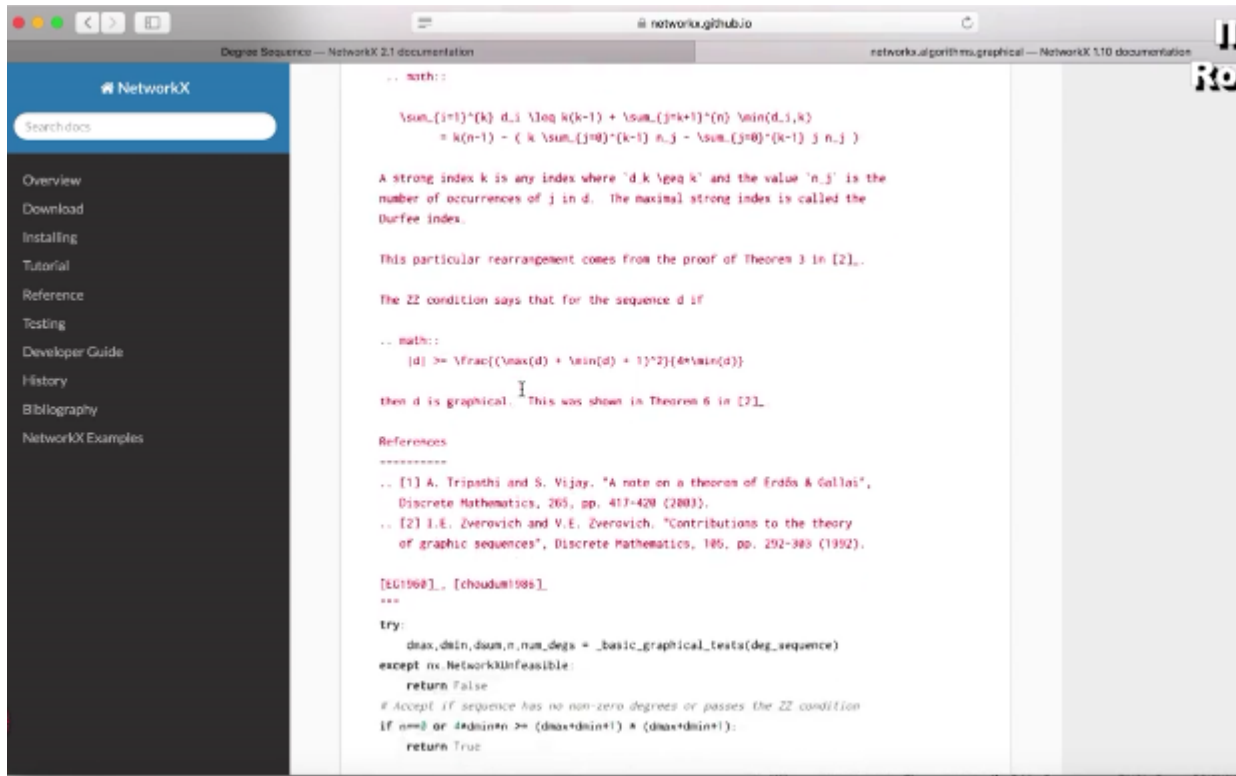 networkx.github.io
Degree Sequence — NetworkX 2.1 documentation
networkx.algorithms.graphical — NetworkX 1.10 documentation
Ro
NetworkX
Search docs
Overview
Download
Installing
Tutorial
Reference
Testing
Developer Guide
History
Bibliography
NetworkX Examples
.. math::
\sum_{i=1}^{k} d_i \leq k(k-1) + \sum_{j=k+1}^{n} \min(d_i,k)
= k(n-1) - ( k \sum_{j=0}^{k-1} n_j - \sum_{j=0}^{k-1} j n_j )
A strong index k is any index where `d_k \geq k` and the value `n_j` is the
number of occurrences of j in d. The maximal strong index is called the
Durfee index.
This particular rearrangement comes from the proof of Theorem 3 in [2]_.
The ZZ condition says that for the sequence d if
.. math::
|d| >= \frac{(\max(d) + \min(d) + 1)^2}{4*\min(d)}
then d is graphical. This was shown in Theorem 6 in [2]_
References
----------
.. [1] A. Tripathi and S. Vijay. "A note on a theorem of Erdős & Gallai",
Discrete Mathematics, 265, pp. 417-420 (2003).
.. [2] I.E. Zverovich and V.E. Zverovich. "Contributions to the theory
of graphic sequences", Discrete Mathematics, 105, pp. 292-303 (1992).
[EG1960]_, [choudum1986]_
"""
try:
dmax,dmin,dsum,n,num_degs = _basic_graphical_tests(deg_sequence)
except nx.NetworkXUnfeasible:
return False
# Accept if sequence has no non-zero degrees or passes the ZZ condition
if n==0 or 4*dmin*n >= (dmax+dmin+1) * (dmax+dmin+1):
return True